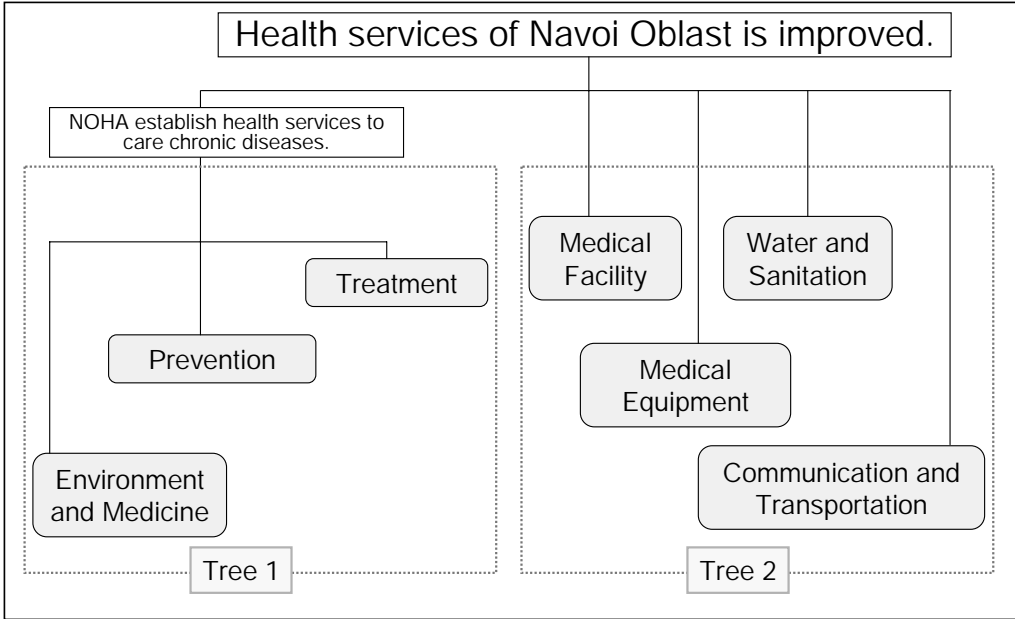 Health services of Navoi Oblast is improved.
NOHA establish health services to
care chronic diseases.
Treatment
Prevention
Environment
and Medicine
Tree 1
Medical
Facility
Water and
Sanitation
Medical
Equipment
Communication and
Transportation
Tree 2